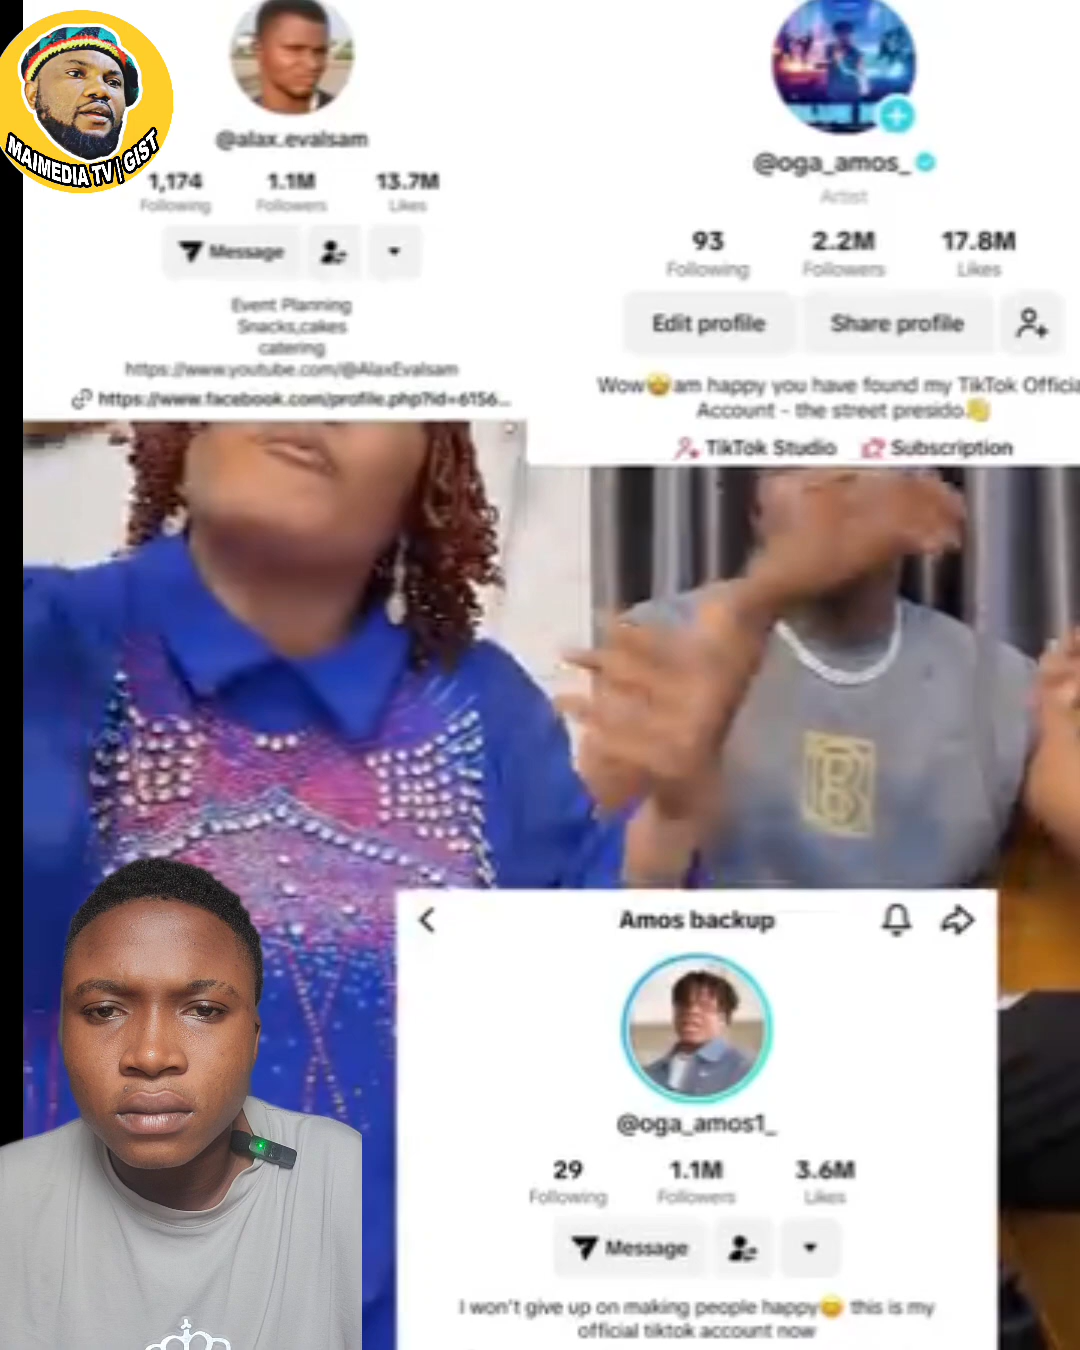 MAIMEDIA TV | GIST
@alax.evalsam
1,174 1.1M 13.7M
Following Followers Likes
Message
Event Planning
Snacks,cakes
catering
https://www.youtube.com/@AlaxEvalsam
https://www.facebook.com/profile.php?id=6156...
@oga_amos_
Artist
93 2.2M 17.8M
Following Followers Likes
Edit profile Share profile
Wow😀am happy you have found my TikTok Officia
Account - the street presido👏
TikTok Studio Subscription
B
Amos backup
@oga_amos1_
29 1.1M 3.6M
Following Followers Likes
Message
I won't give up on making people happy😀 this is my
official tiktok account now